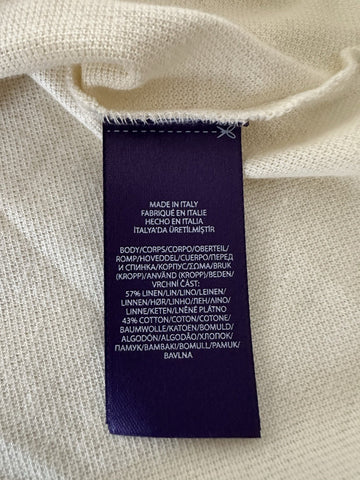 MADE IN ITALY
FABRIQUÉ EN ITALIE
HECHO EN ITALIA
İTALYA'DA ÜRETİLMİŞTİR
BODY/CORPS/CORPO/OBERTEIL/
ROMP/HOVEDDEL/CUERPO/ПЕРЕД
И СПИНКА/КОРПУС/ΣΩΜΑ/BRUK
(KROPP)/ANVÄND (KROPP)/BEDEN/
VRCHNÍ ČÁST:
57% LINEN/LIN/LINO/LEINEN/
LINNEN/HØR/LINHO/ЛЕН/ΛΙΝΟ/
LINNE/KETEN/LNĚNÉ PLÁTNO
43% COTTON/COTON/COTONE/
BAUMWOLLE/KATOEN/BOMULD/
ALGODÓN/ALGODÃO/ХЛОПОК/
ПАМУК/BAMBAKI/BOMULL/PAMUK/
BAVLNA